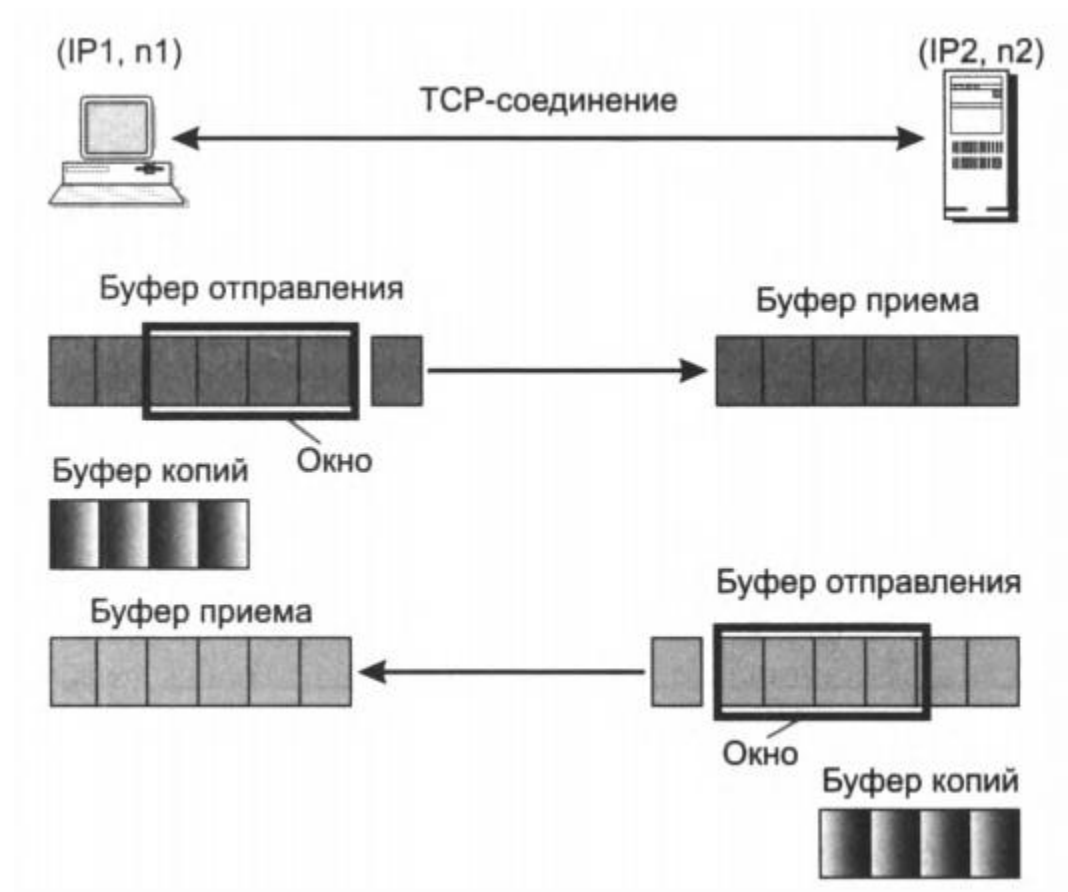 (IP1, n1)
(IP2, n2)
TCP-соединение
Буфер отправления
Буфер приема
Окно
Буфер копий
Буфер отправления
Буфер приема
Окно
Буфер копий